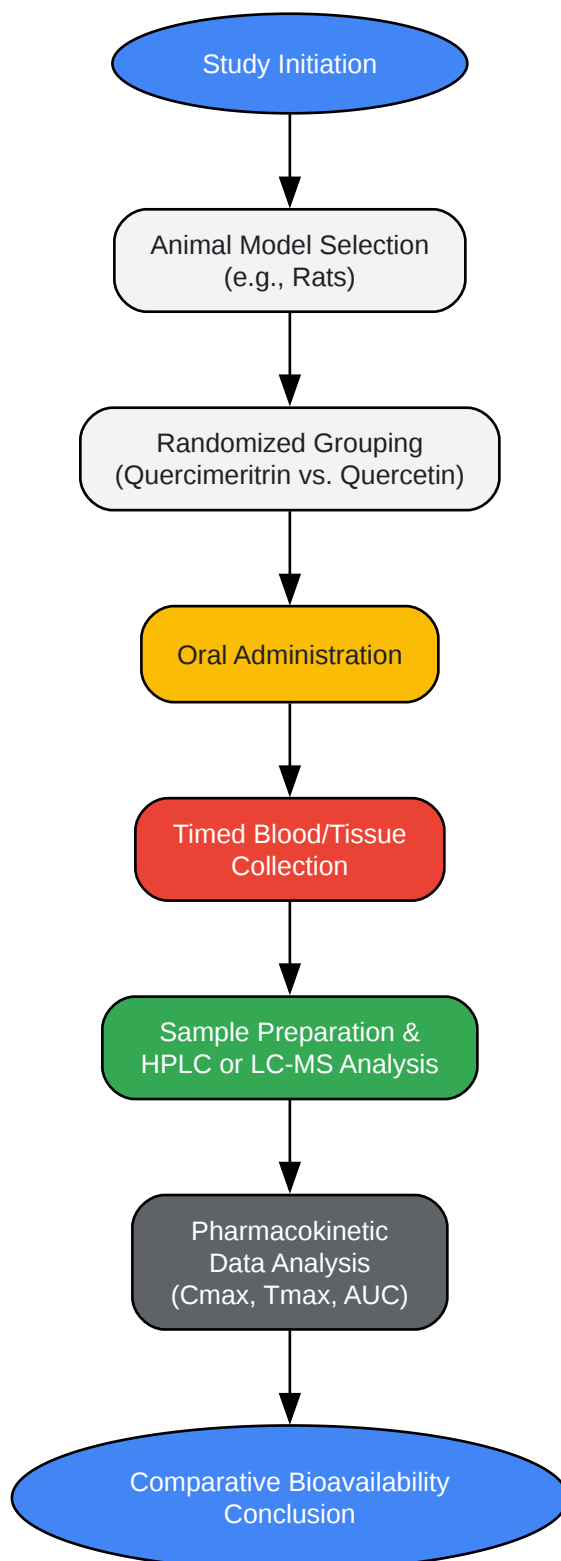 Study Initiation
Animal Model Selection
(e.g., Rats)
Randomized Grouping
(Quercimeritrin vs. Quercetin)
Oral Administration
Timed Blood/Tissue
Collection
Sample Preparation &
HPLC or LC-MS Analysis
Pharmacokinetic
Data Analysis
(Cmax, Tmax, AUC)
Comparative Bioavailability
Conclusion